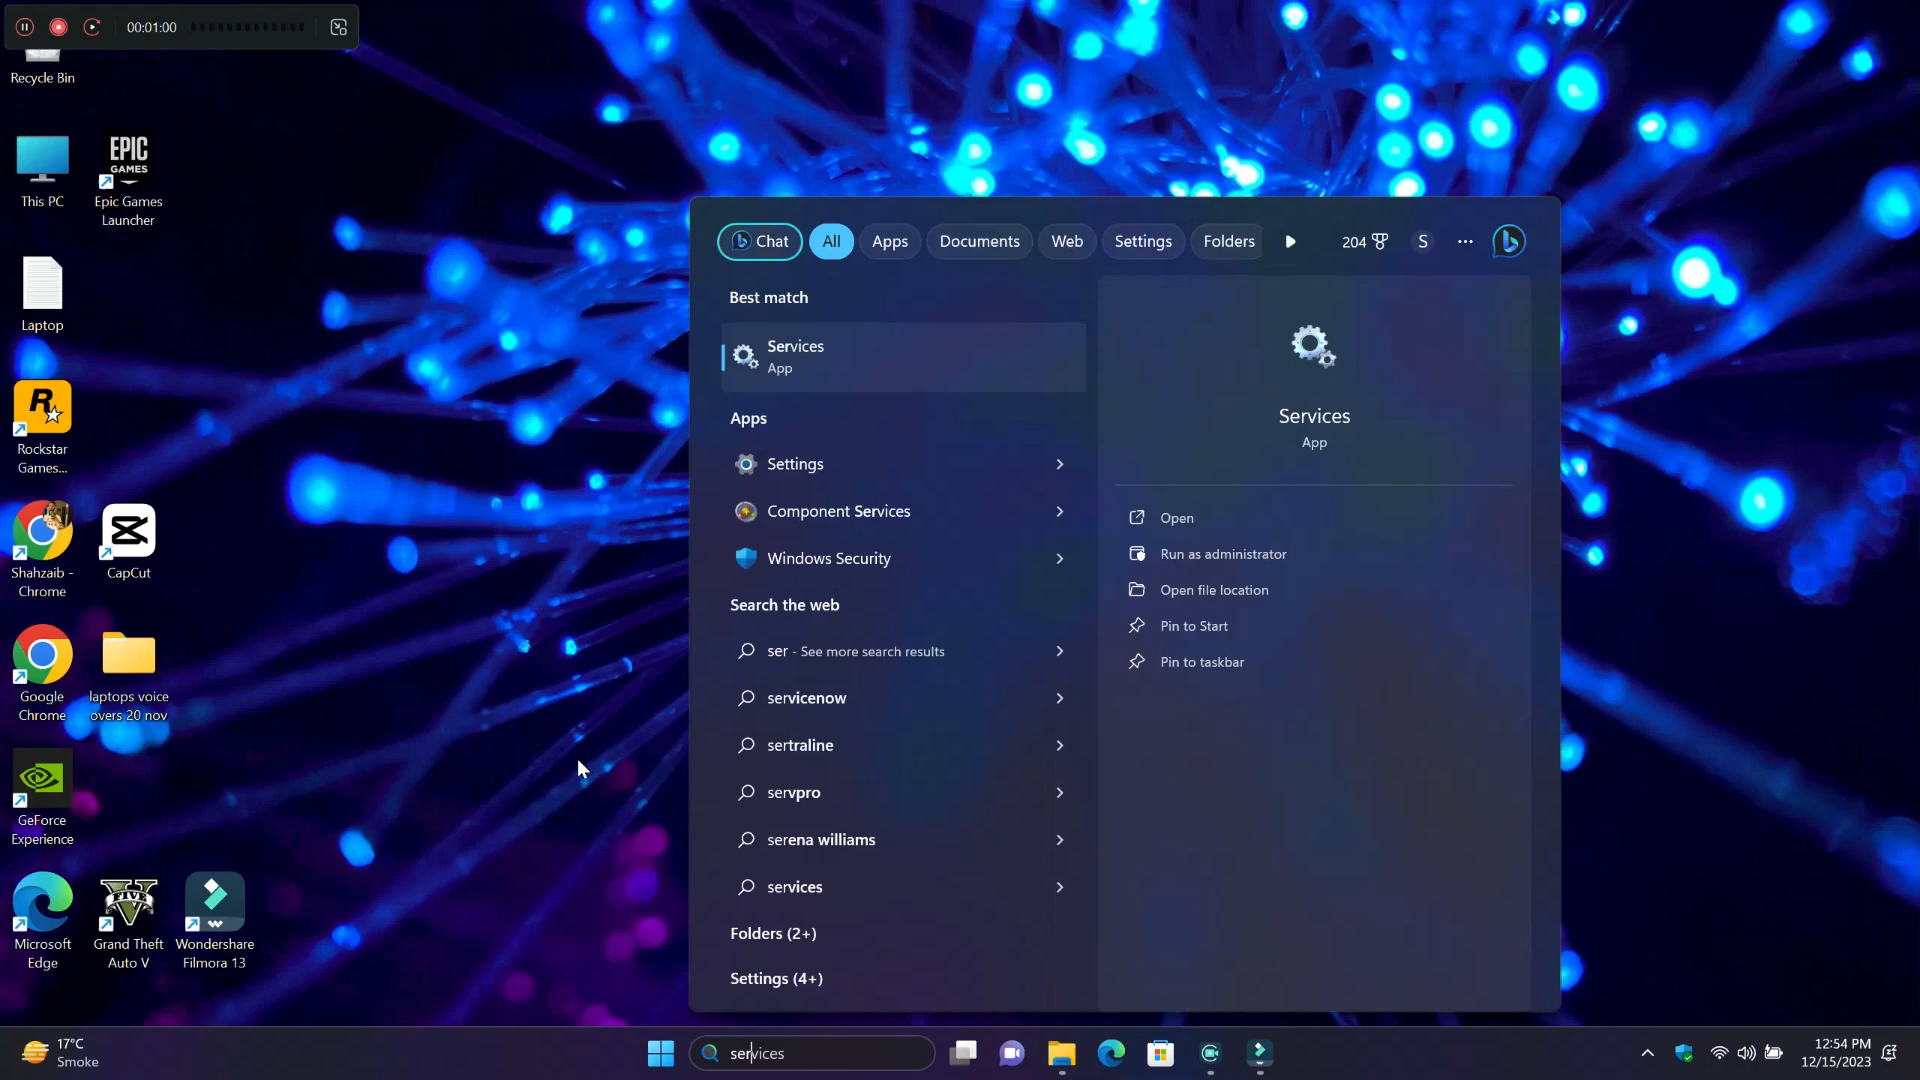 00:01:00
Recycle Bin
This PC
EPIC
GAMES
Epic Games
Launcher
Laptop
Rockstar
Games...
Shahzaib -
Chrome
CapCut
Google
Chrome
laptops voice
overs 20 nov
GeForce
Experience
Microsoft
Edge
FIVE
Grand Theft
Auto V
Wondershare
Filmora 13
Chat
All
Apps
Documents
Web
Settings
Folders
204
S
Best match
Services
App
Apps
Settings
Component Services
Windows Security
Search the web
ser - See more search results
servicenow
sertraline
servpro
serena williams
services
Folders (2+)
Settings (4+)
Services
App
Open
Run as administrator
Open file location
Pin to Start
Pin to taskbar
17°C
Smoke
services
12:54 PM
12/15/2023